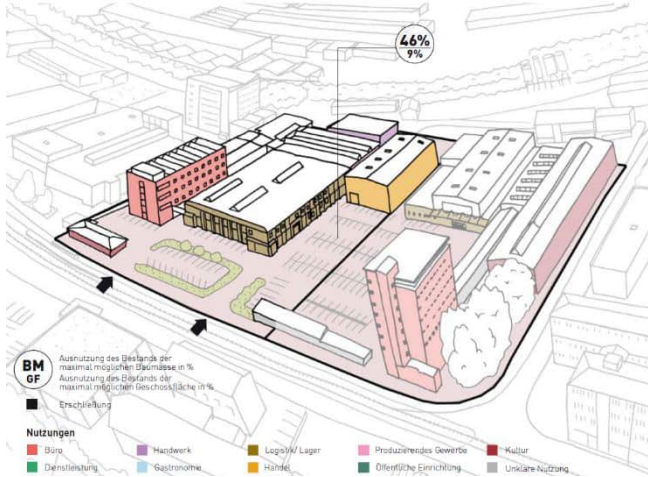 46%
9%
BM
GF
Ausnutzung des Bestands der
maximal möglichen Baumasse in %
Ausnutzung des Bestands der
maximal möglichen Geschossfläche in %
Erschließung
Nutzungen
Büro
Handwerk
Logistik/ Lager
Produzierendes Gewerbe
Kultur
Dienstleistung
Gastronomie
Handel
Öffentliche Einrichtung
Unklare Nutzung